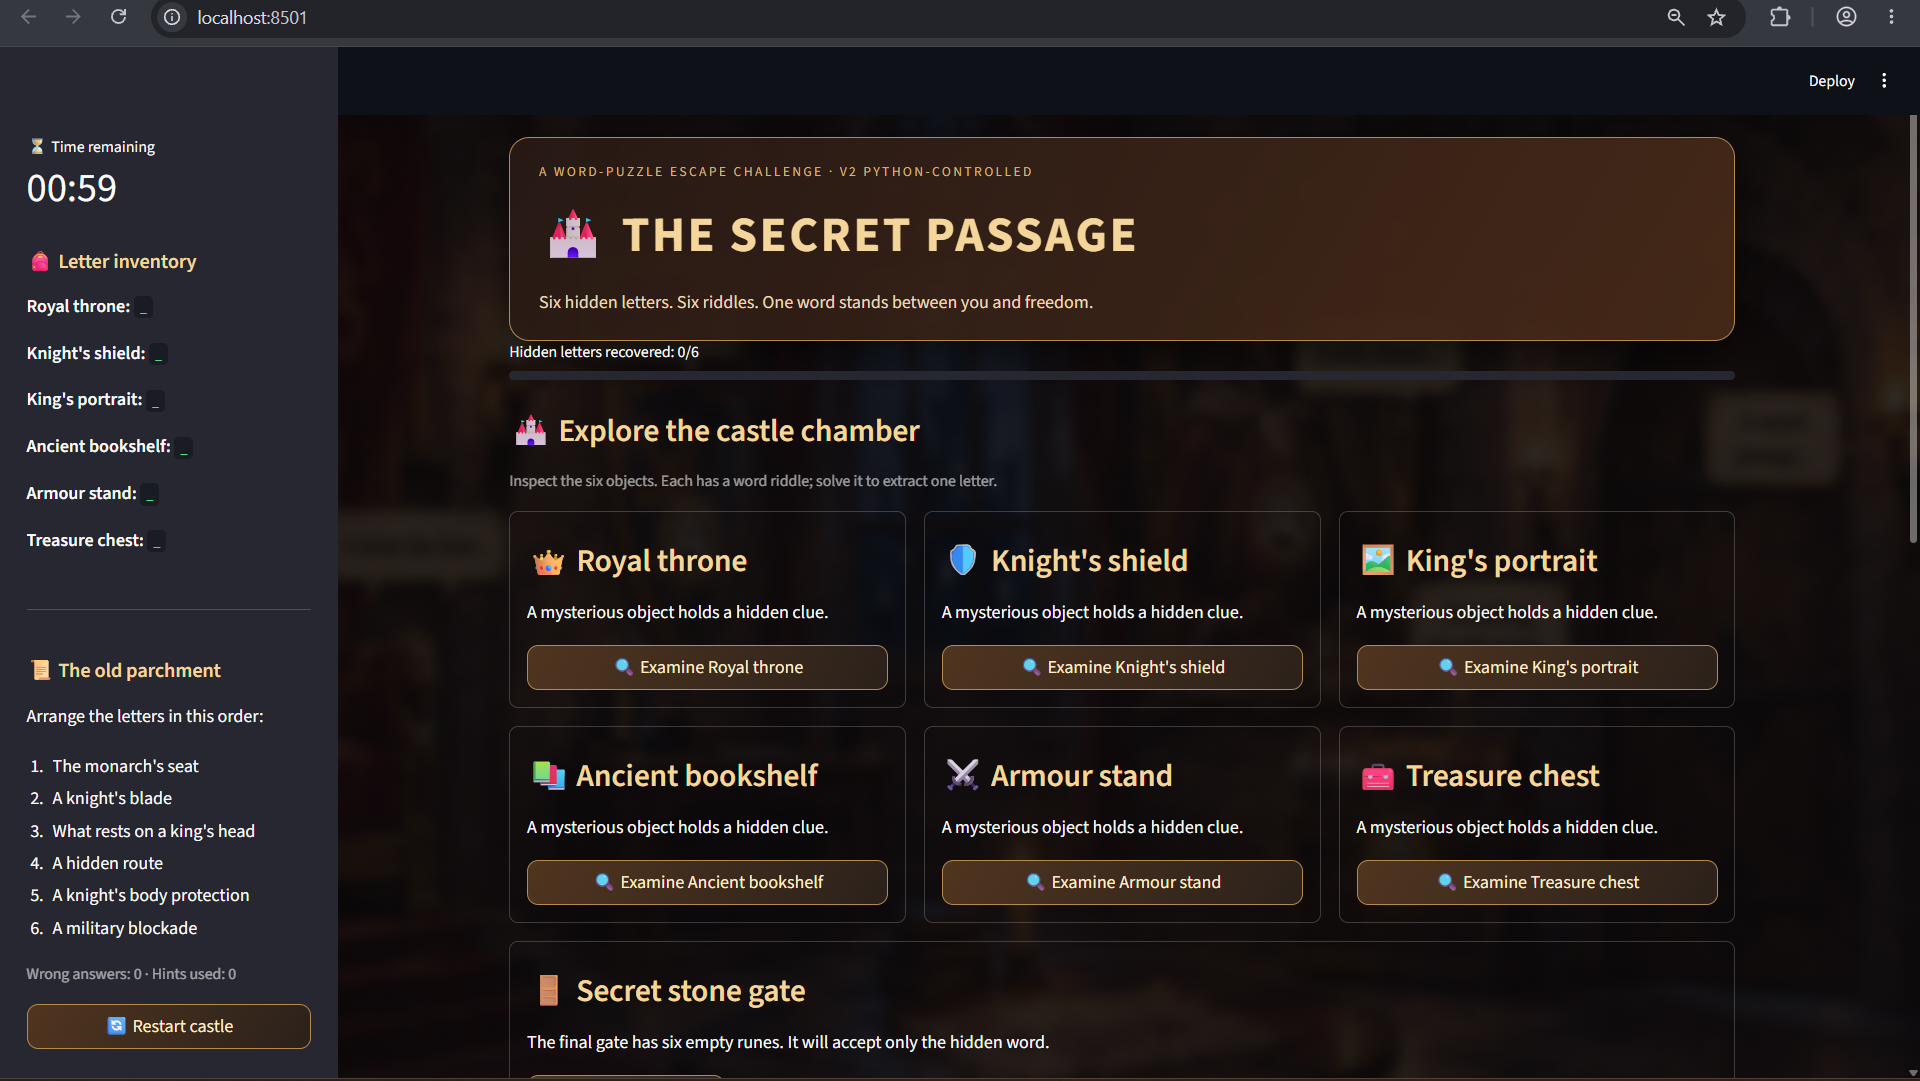 localhost:8501
Deploy
Time remaining
00:59
Letter inventory
Royal throne: _
Knight's shield: _
King's portrait: _
Ancient bookshelf: _
Armour stand: _
Treasure chest: _
The old parchment
Arrange the letters in this order:
1. The monarch's seat
2. A knight's blade
3. What rests on a king's head
4. A hidden route
5. A knight's body protection
6. A military blockade
Wrong answers: 0 · Hints used: 0
Restart castle
A WORD-PUZZLE ESCAPE CHALLENGE · V2 PYTHON-CONTROLLED
THE SECRET PASSAGE
Six hidden letters. Six riddles. One word stands between you and freedom.
Hidden letters recovered: 0/6
Explore the castle chamber
Inspect the six objects. Each has a word riddle; solve it to extract one letter.
Royal throne
A mysterious object holds a hidden clue.
Examine Royal throne
Knight's shield
A mysterious object holds a hidden clue.
Examine Knight's shield
King's portrait
A mysterious object holds a hidden clue.
Examine King's portrait
Ancient bookshelf
A mysterious object holds a hidden clue.
Examine Ancient bookshelf
Armour stand
A mysterious object holds a hidden clue.
Examine Armour stand
Treasure chest
A mysterious object holds a hidden clue.
Examine Treasure chest
Secret stone gate
The final gate has six empty runes. It will accept only the hidden word.